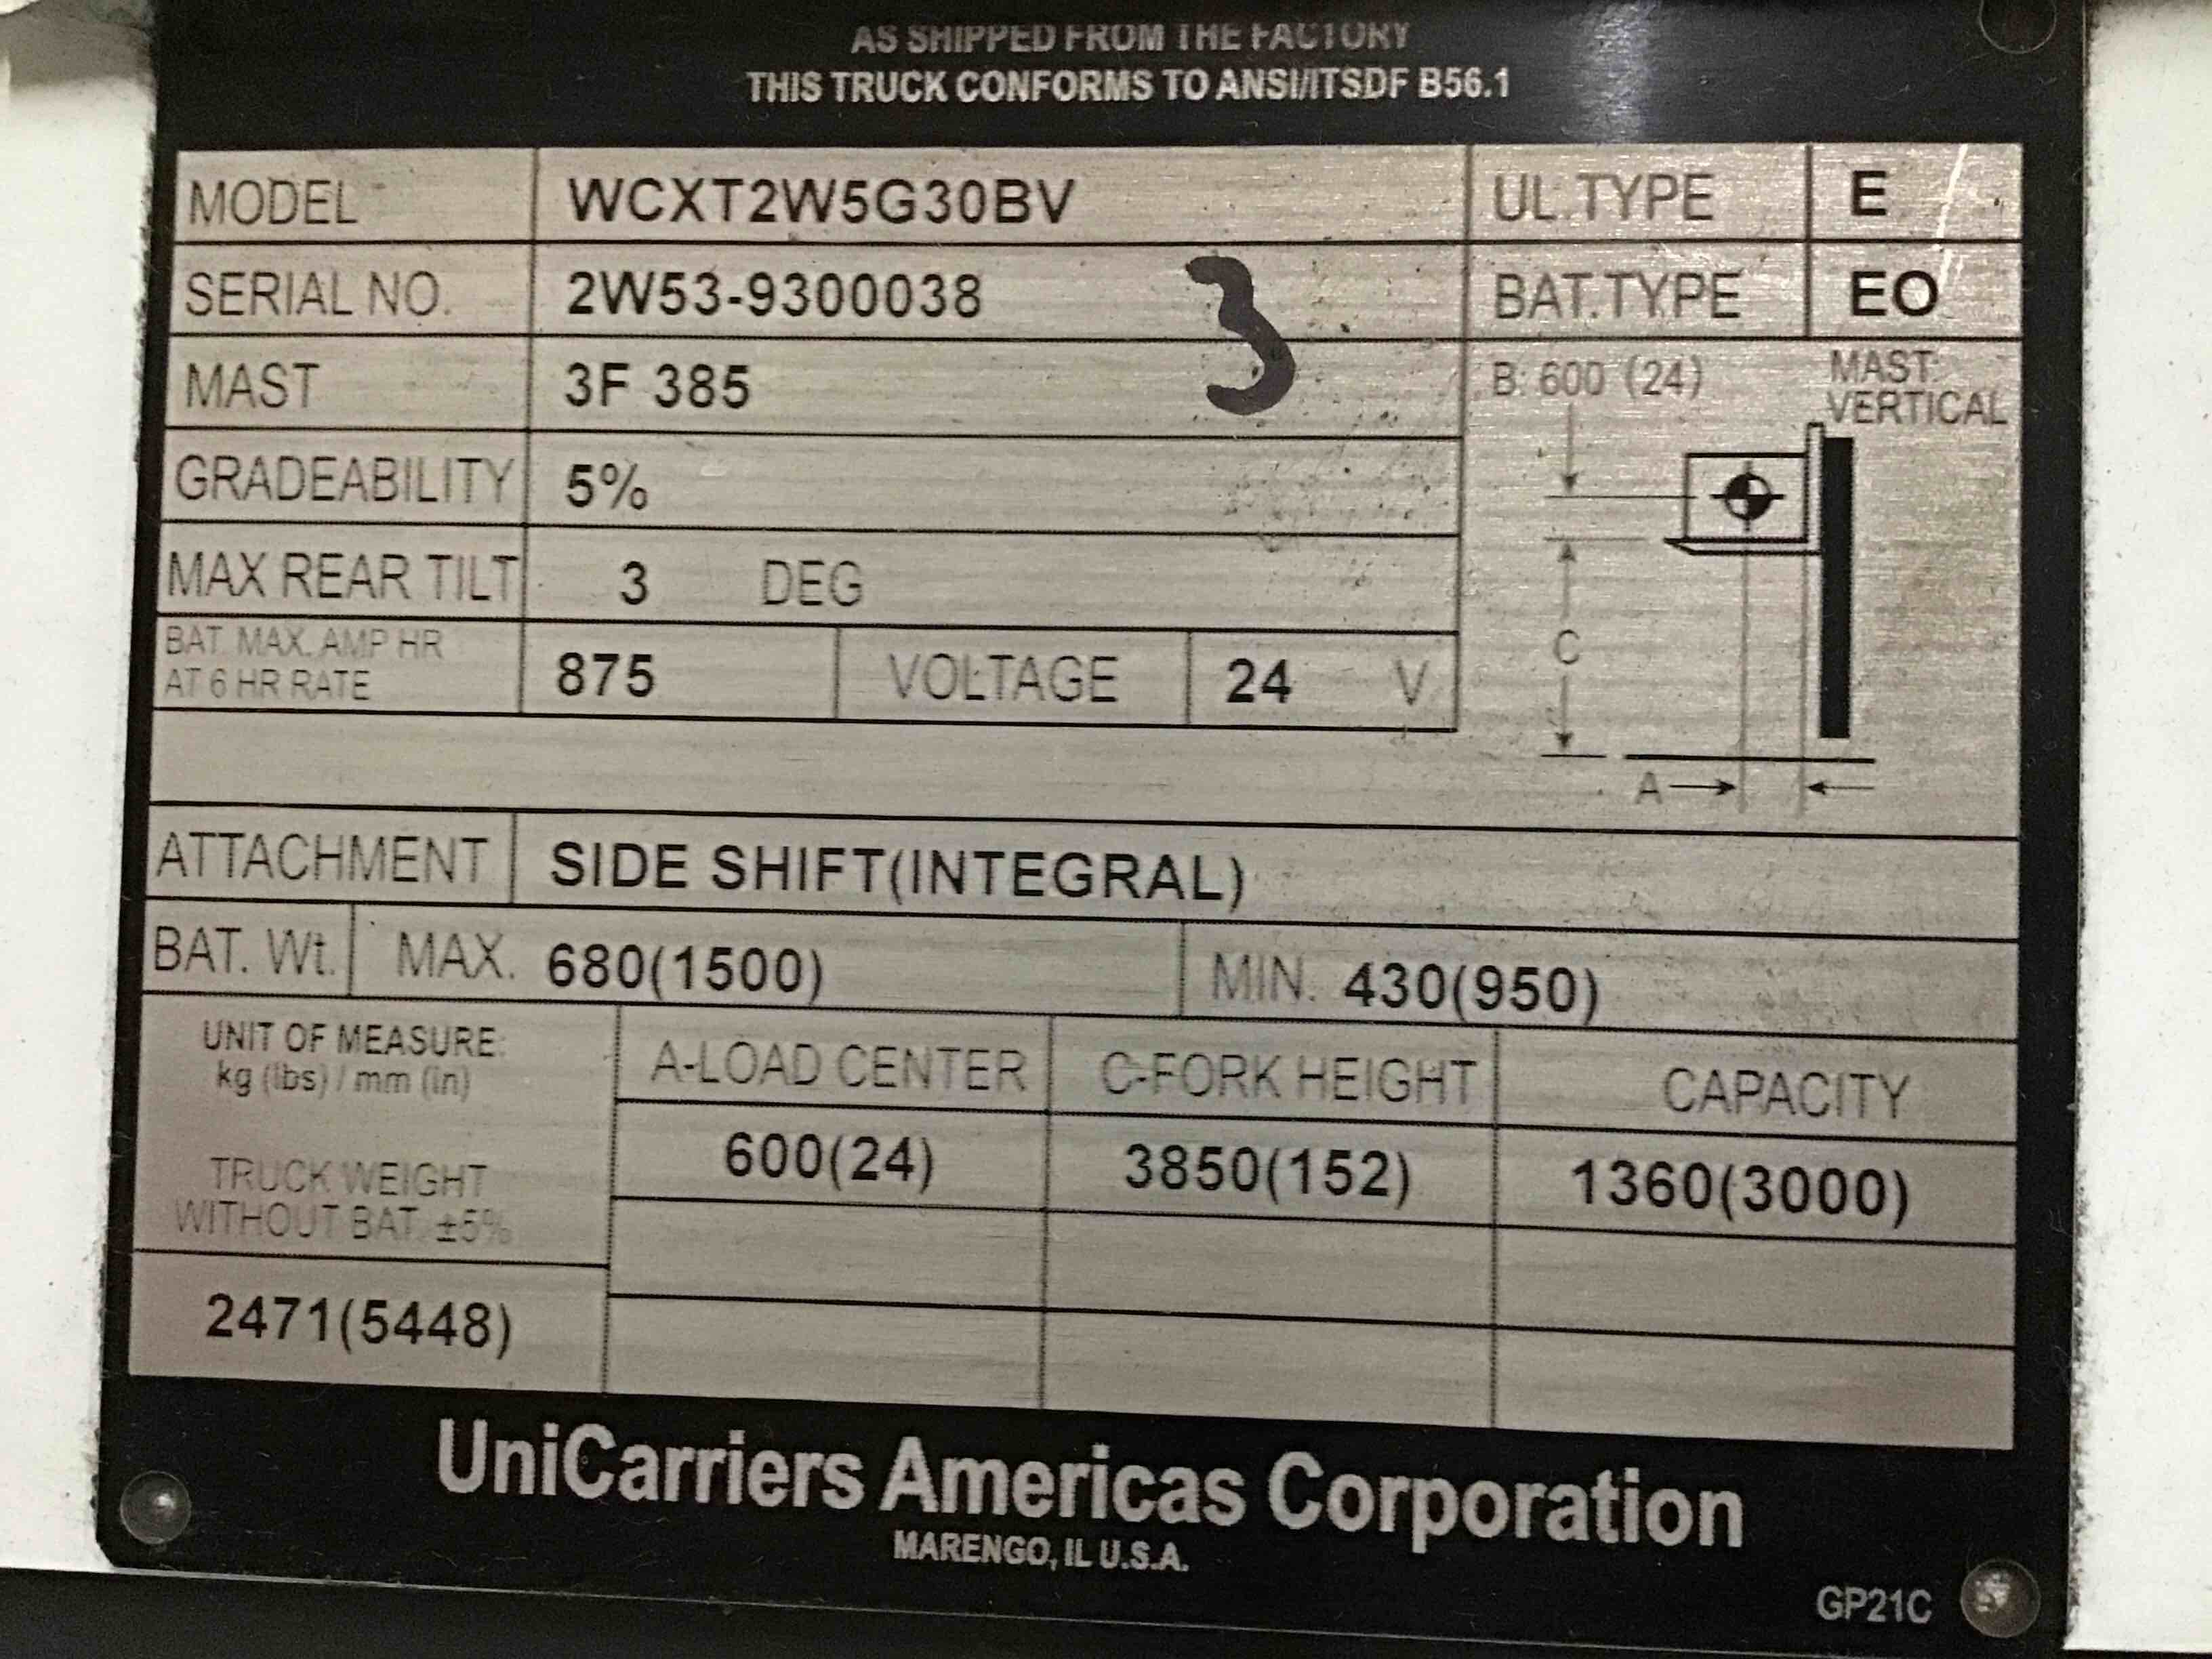 AS SHIPPED FROM THE FACTORY
THIS TRUCK CONFORMS TO ANSI/ITSDF B56.1
MODEL WCXT2W5G30BV UL.TYPE E
SERIAL NO. 2W53-9300038 BAT.TYPE EO
3
MAST 3F 385
B: 600 (24) MAST: VERTICAL
GRADEABILITY 5%
MAX REAR TILT 3 DEG
BAT. MAX. AMP HR
AT 6 HR RATE 875 VOLTAGE 24 V
C
A
ATTACHMENT SIDE SHIFT(INTEGRAL)
BAT. Wt. MAX. 680(1500) MIN. 430(950)
UNIT OF MEASURE:
kg (lbs) / mm (in)
A-LOAD CENTER C-FORK HEIGHT CAPACITY
600(24) 3850(152) 1360(3000)
TRUCK WEIGHT
WITHOUT BAT. ±5%
2471(5448)
UniCarriers Americas Corporation
MARENGO, IL U.S.A.
GP21C